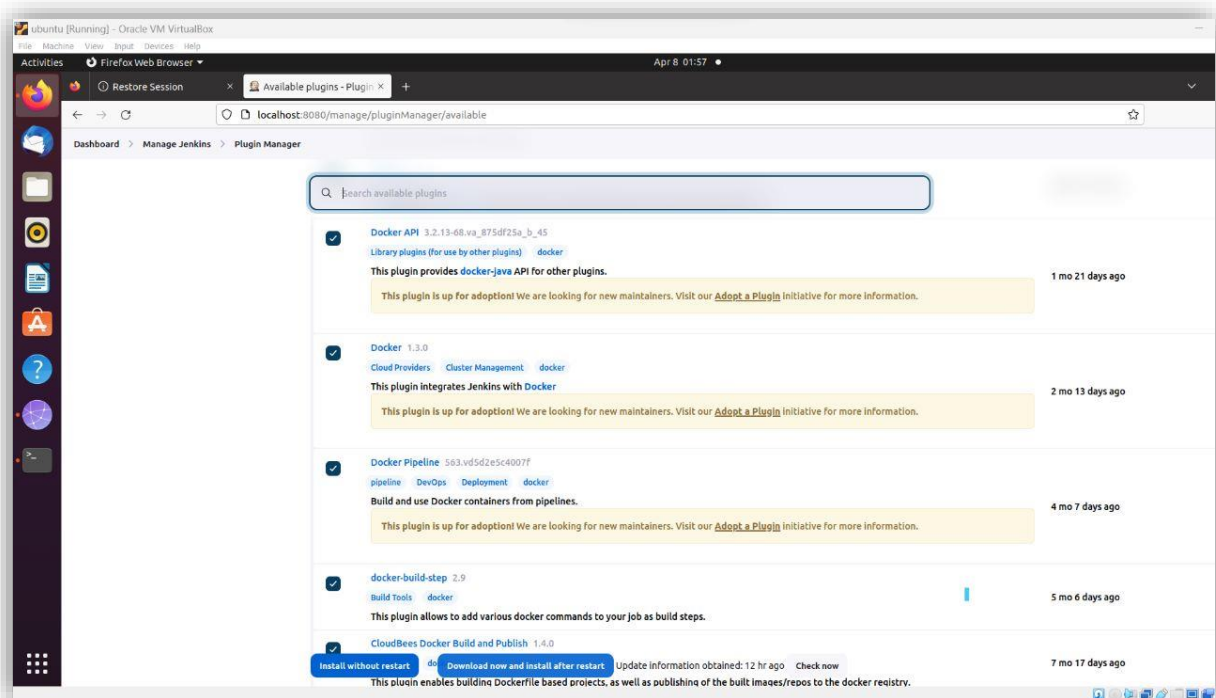 ubuntu [Running] - Oracle VM VirtualBox
File Machine View Input Devices Help
Activities Firefox Web Browser Apr 8 01:57
Restore Session Available plugins - Plugin
localhost:8080/manage/pluginManager/available
Dashboard > Manage Jenkins > Plugin Manager
Search available plugins
Docker API 3.2.13-68.va_875df25a_b_45
Library plugins (for use by other plugins) docker
This plugin provides docker-java API for other plugins.
1 mo 21 days ago
This plugin is up for adoption! We are looking for new maintainers. Visit our Adopt a Plugin initiative for more information.
Docker 1.3.0
Cloud Providers Cluster Management docker
This plugin integrates Jenkins with Docker
2 mo 13 days ago
This plugin is up for adoption! We are looking for new maintainers. Visit our Adopt a Plugin initiative for more information.
Docker Pipeline 563.vd5d2e5c4007f
pipeline DevOps Deployment docker
Build and use Docker containers from pipelines.
4 mo 7 days ago
This plugin is up for adoption! We are looking for new maintainers. Visit our Adopt a Plugin initiative for more information.
docker-build-step 2.9
Build Tools docker
5 mo 6 days ago
This plugin allows to add various docker commands to your job as build steps.
CloudBees Docker Build and Publish 1.4.0
Install without restart do Download now and install after restart Update information obtained: 12 hr ago Check now
7 mo 17 days ago
This plugin enables building Dockerfile based projects, as well as publishing of the built images/repos to the docker registry.